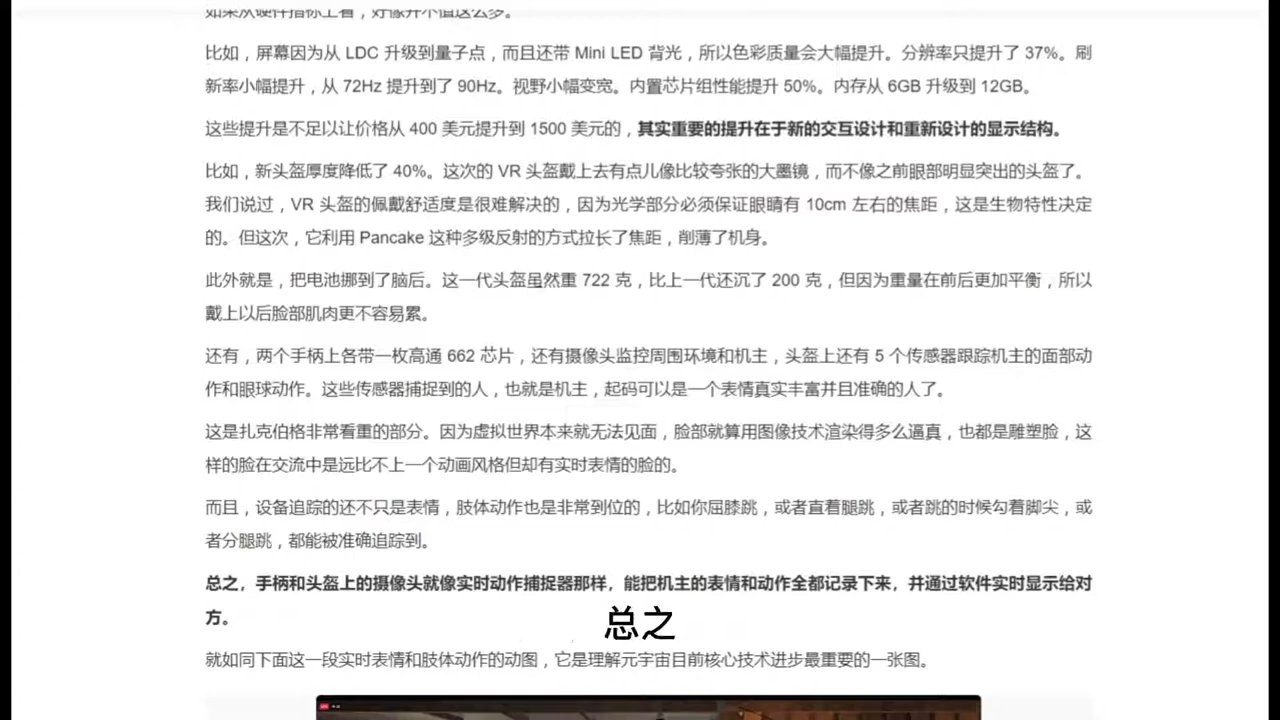 如果从硬件指标上看，好像并不值这么多。
比如，屏幕因为从 LDC 升级到量子点，而且还带 Mini LED 背光，所以色彩质量会大幅提升。分辨率只提升了 37%。刷
新率小幅提升，从 72Hz 提升到了 90Hz。视野小幅变宽。内置芯片组性能提升 50%。内存从 6GB 升级到 12GB。
这些提升是不足以让价格从 400 美元提升到 1500 美元的，其实重要的提升在于新的交互设计和重新设计的显示结构。
比如，新头盔厚度降低了 40%。这次的 VR 头盔戴上去有点儿像比较夸张的大墨镜，而不像之前眼部明显突出的头盔了。
我们说过，VR 头盔的佩戴舒适度是很难解决的，因为光学部分必须保证眼睛有 10cm 左右的焦距，这是生物特性决定
的。但这次，它利用 Pancake 这种多级反射的方式拉长了焦距，削薄了机身。
此外就是，把电池挪到了脑后。这一代头盔虽然重 722 克，比上一代还沉了 200 克，但因为重量在前后更加平衡，所以
戴上以后脸部肌肉更不容易累。
还有，两个手柄上各带一枚高通 662 芯片，还有摄像头监控周围环境和机主，头盔上还有 5 个传感器跟踪机主的面部动
作和眼球动作。这些传感器捕捉到的人，也就是机主，起码可以是一个表情真实丰富并且准确的人了。
这是扎克伯格非常看重的部分。因为虚拟世界本来就无法见面，脸部就算用图像技术渲染得多么逼真，也都是雕塑脸，这
样的脸在交流中是远比不上一个动画风格但却有实时表情的脸的。
而且，设备追踪的还不只是表情，肢体动作也是非常到位的，比如你屈膝跳，或者直着腿跳，或者跳的时候勾着脚尖，或
者分腿跳，都能被准确追踪到。
总之，手柄和头盔上的摄像头就像实时动作捕捉器那样，能把机主的表情和动作全都记录下来，并通过软件实时显示给对
方。
总之
就如同下面这一段实时表情和肢体动作的动图，它是理解元宇宙目前核心技术进步最重要的一张图。